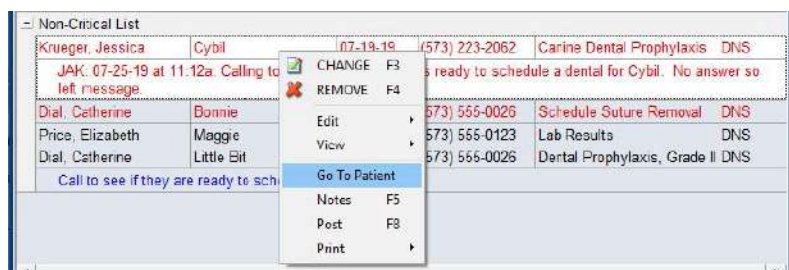 Non-Critical List
Krueger, Jessica Cybil 07-19-19 (573) 223-2062 Canine Dental Prophylaxis DNS
JAK: 07-25-19 at 11:12a: Calling to s ready to schedule a dental for Cybil. No answer so
left message.
Dial, Catherine Bonnie 573) 555-0026 Schedule Suture Removal DNS
Price, Elizabeth Maggie 573) 555-0123 Lab Results DNS
Dial, Catherine Little Bit 573) 555-0026 Dental Prophylaxis, Grade II DNS
Call to see if they are ready to sch
CHANGE F3
REMOVE F4
Edit
View
Go To Patient
Notes F5
Post F8
Print